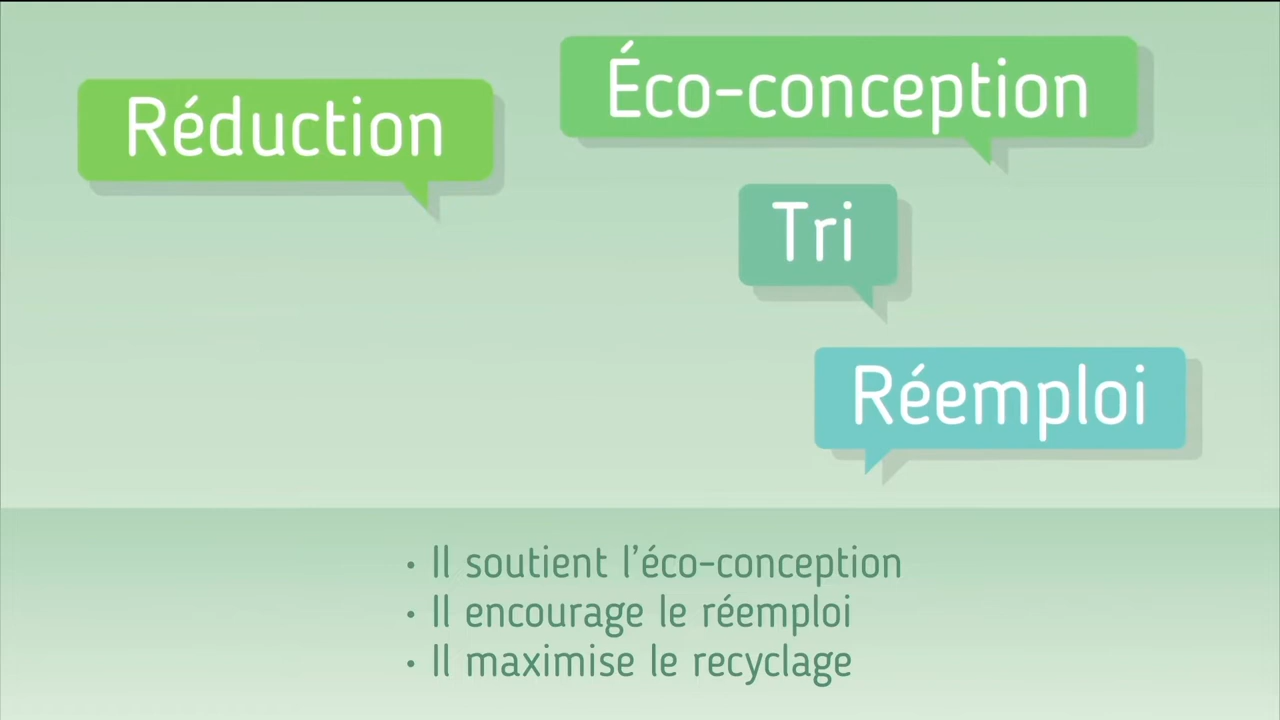 Réduction
Éco-conception
Tri
Réemploi
• Il soutient l’éco-conception
• Il encourage le réemploi
• Il maximise le recyclage